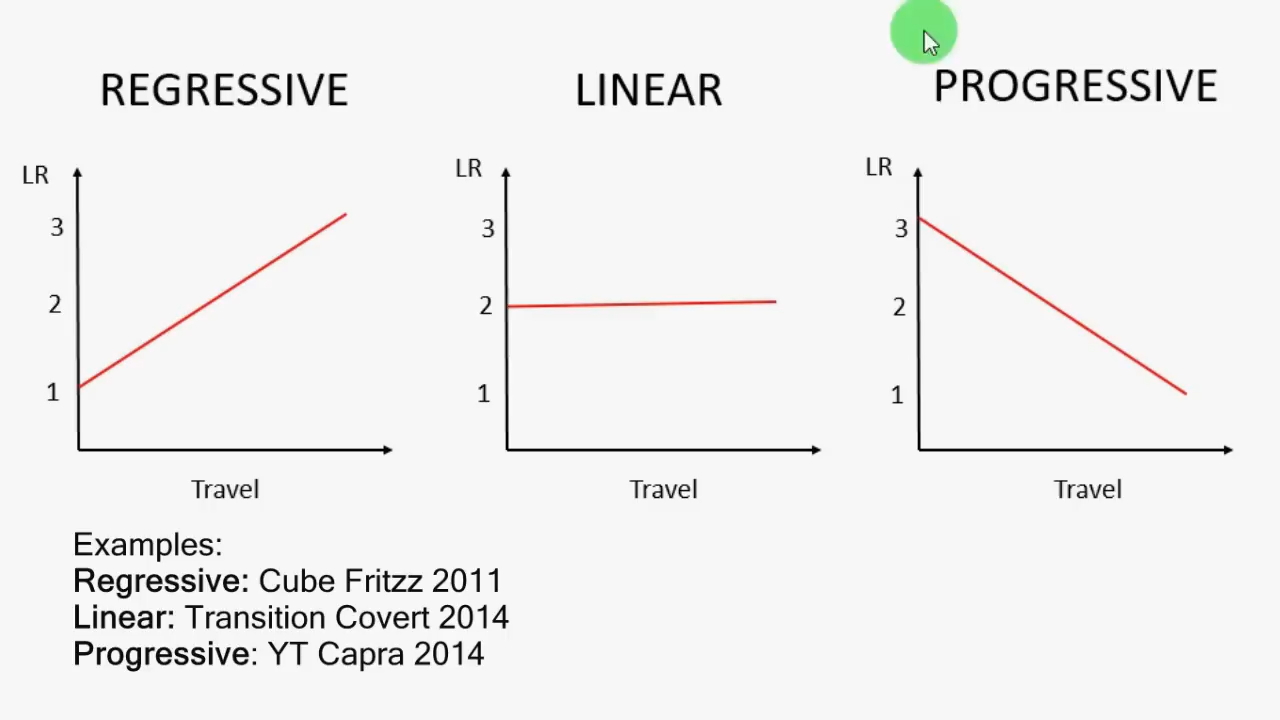 REGRESSIVE
LINEAR
PROGRESSIVE
LR
3
2
1
Travel
LR
3
2
1
Travel
LR
3
2
1
Travel
Examples:
Regressive: Cube Fritzz 2011
Linear: Transition Covert 2014
Progressive: YT Capra 2014